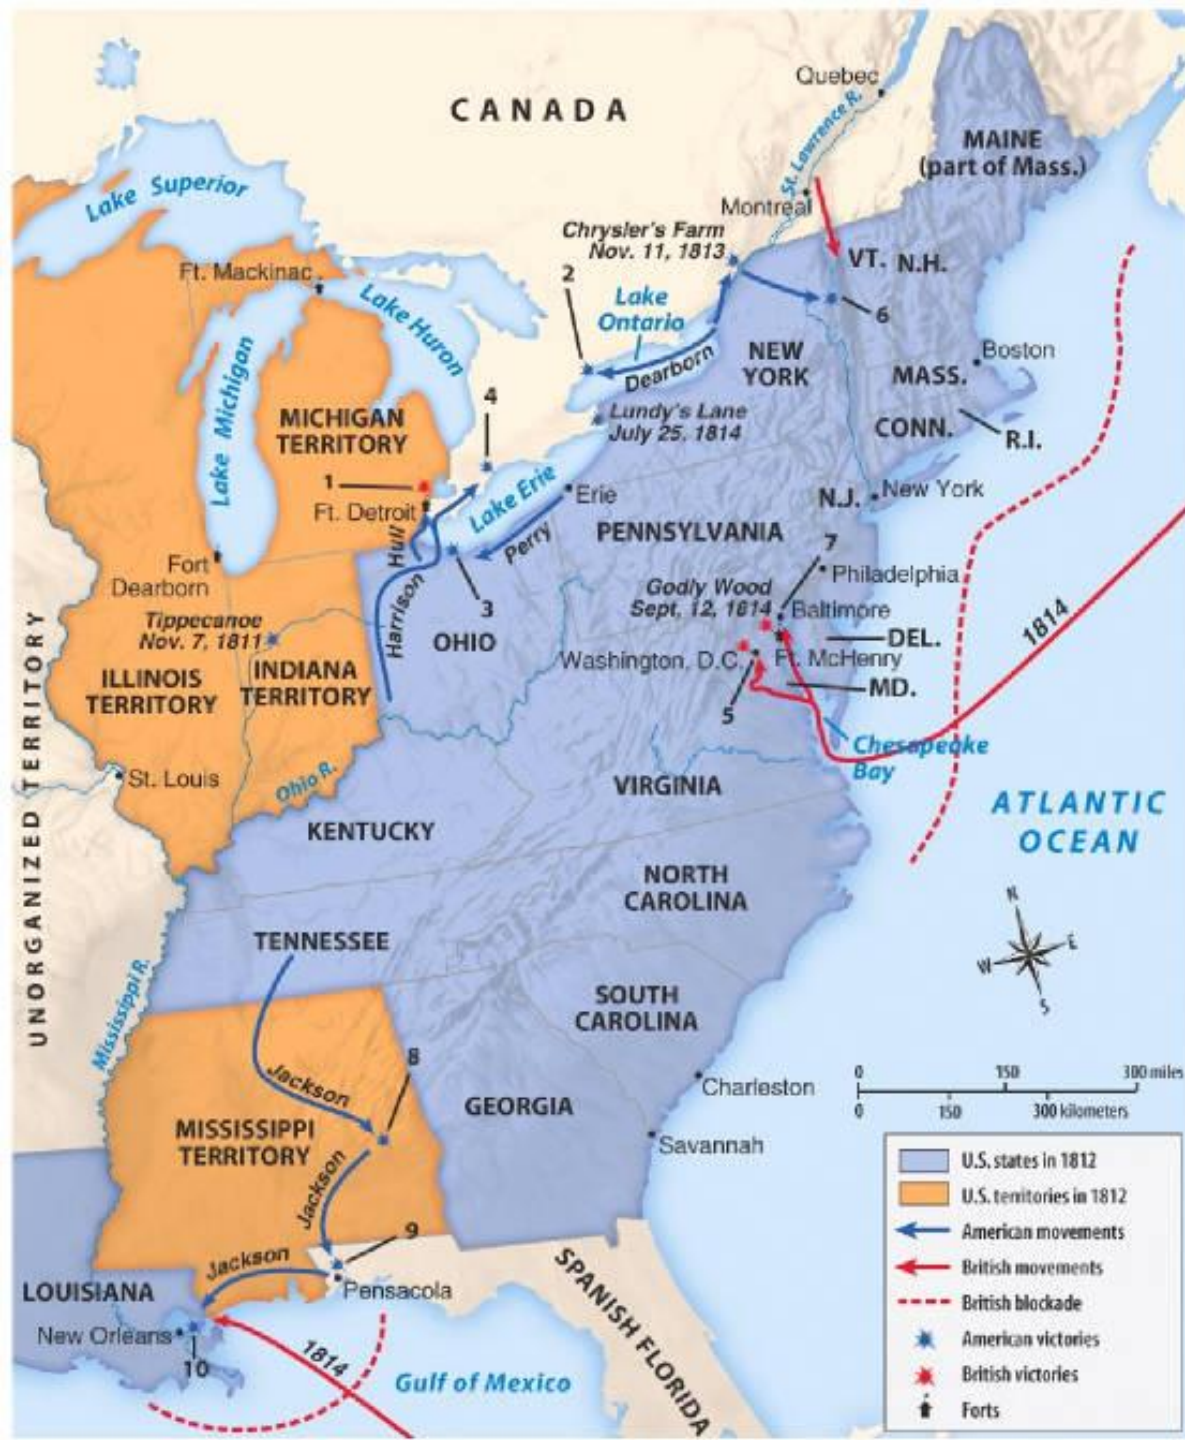 Quebec
CANADA
St. Lawrence R.
MAINE
(part of Mass.)
Lake Superior
Montreal
Chrysler's Farm
Nov. 11, 1813
VT.
N.H.
Ft. Mackinac
2
Lake Huron
Lake
Ontario
6
Lake Michigan
NEW
YORK
Boston
Dearborn
MASS.
4
Lundy's Lane
July 25, 1814
MICHIGAN
TERRITORY
CONN.
R.I.
1
Lake Erie
Erie
N.J.
New York
Ft. Detroit
Hull
Perry
PENNSYLVANIA
7
Fort
Dearborn
Godly Wood
Sept, 12, 1814
Philadelphia
Harrison
3
Baltimore
Tippecanoe
Nov. 7, 1811
OHIO
DEL.
1814
Washington, D.C.
Ft. McHenry
ILLINOIS
TERRITORY
INDIANA
TERRITORY
MD.
5
UNORGANIZED TERRITORY
Chesapeake
Bay
St. Louis
Ohio R.
VIRGINIA
ATLANTIC
OCEAN
KENTUCKY
NORTH
CAROLINA
N
W
E
S
TENNESSEE
Mississippi R.
SOUTH
CAROLINA
8
Jackson
0 150 300 miles
0 150 300 kilometers
Charleston
GEORGIA
MISSISSIPPI
TERRITORY
Savannah
Jackson
9
Jackson
Pensacola
SPANISH FLORIDA
LOUISIANA
New Orleans
10
1814
Gulf of Mexico
U.S. states in 1812
U.S. territories in 1812
American movements
British movements
British blockade
American victories
British victories
Forts